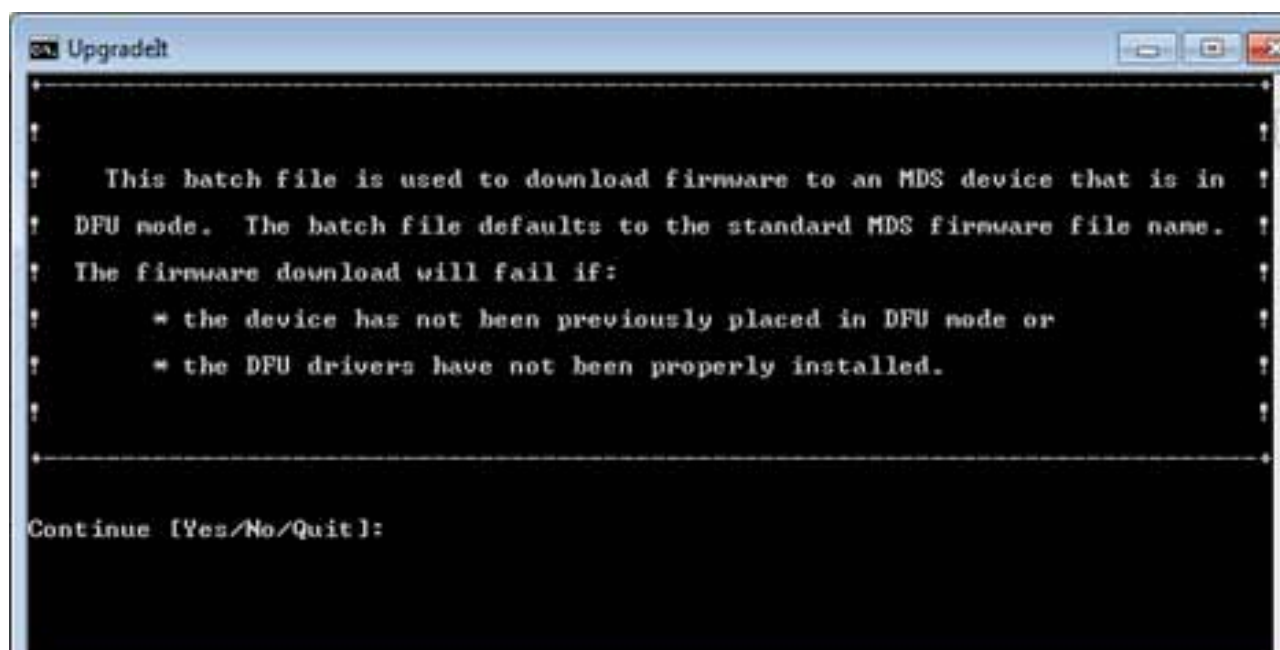 UpgradeIt
This batch file is used to download firmware to an MDS device that is in
DFU mode. The batch file defaults to the standard MDS firmware file name.
The firmware download will fail if:
* the device has not been previously placed in DFU mode or
* the DFU drivers have not been properly installed.
Continue [Yes/No/Quit]: